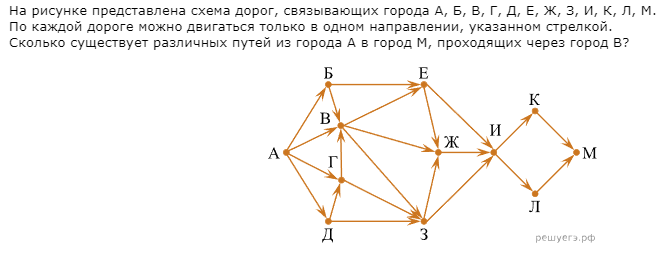 На рисунке представлена схема дорог, связывающих города А, Б, В, Г, Д, Е, Ж, З, И, К, Л, М.
По каждой дороге можно двигаться только в одном направлении, указанном стрелкой.
Сколько существует различных путей из города А в город М, проходящих через город В?
Б
Е
К
В
И
Ж
А
Г
М
Д
З
Л
решуегэ.рф